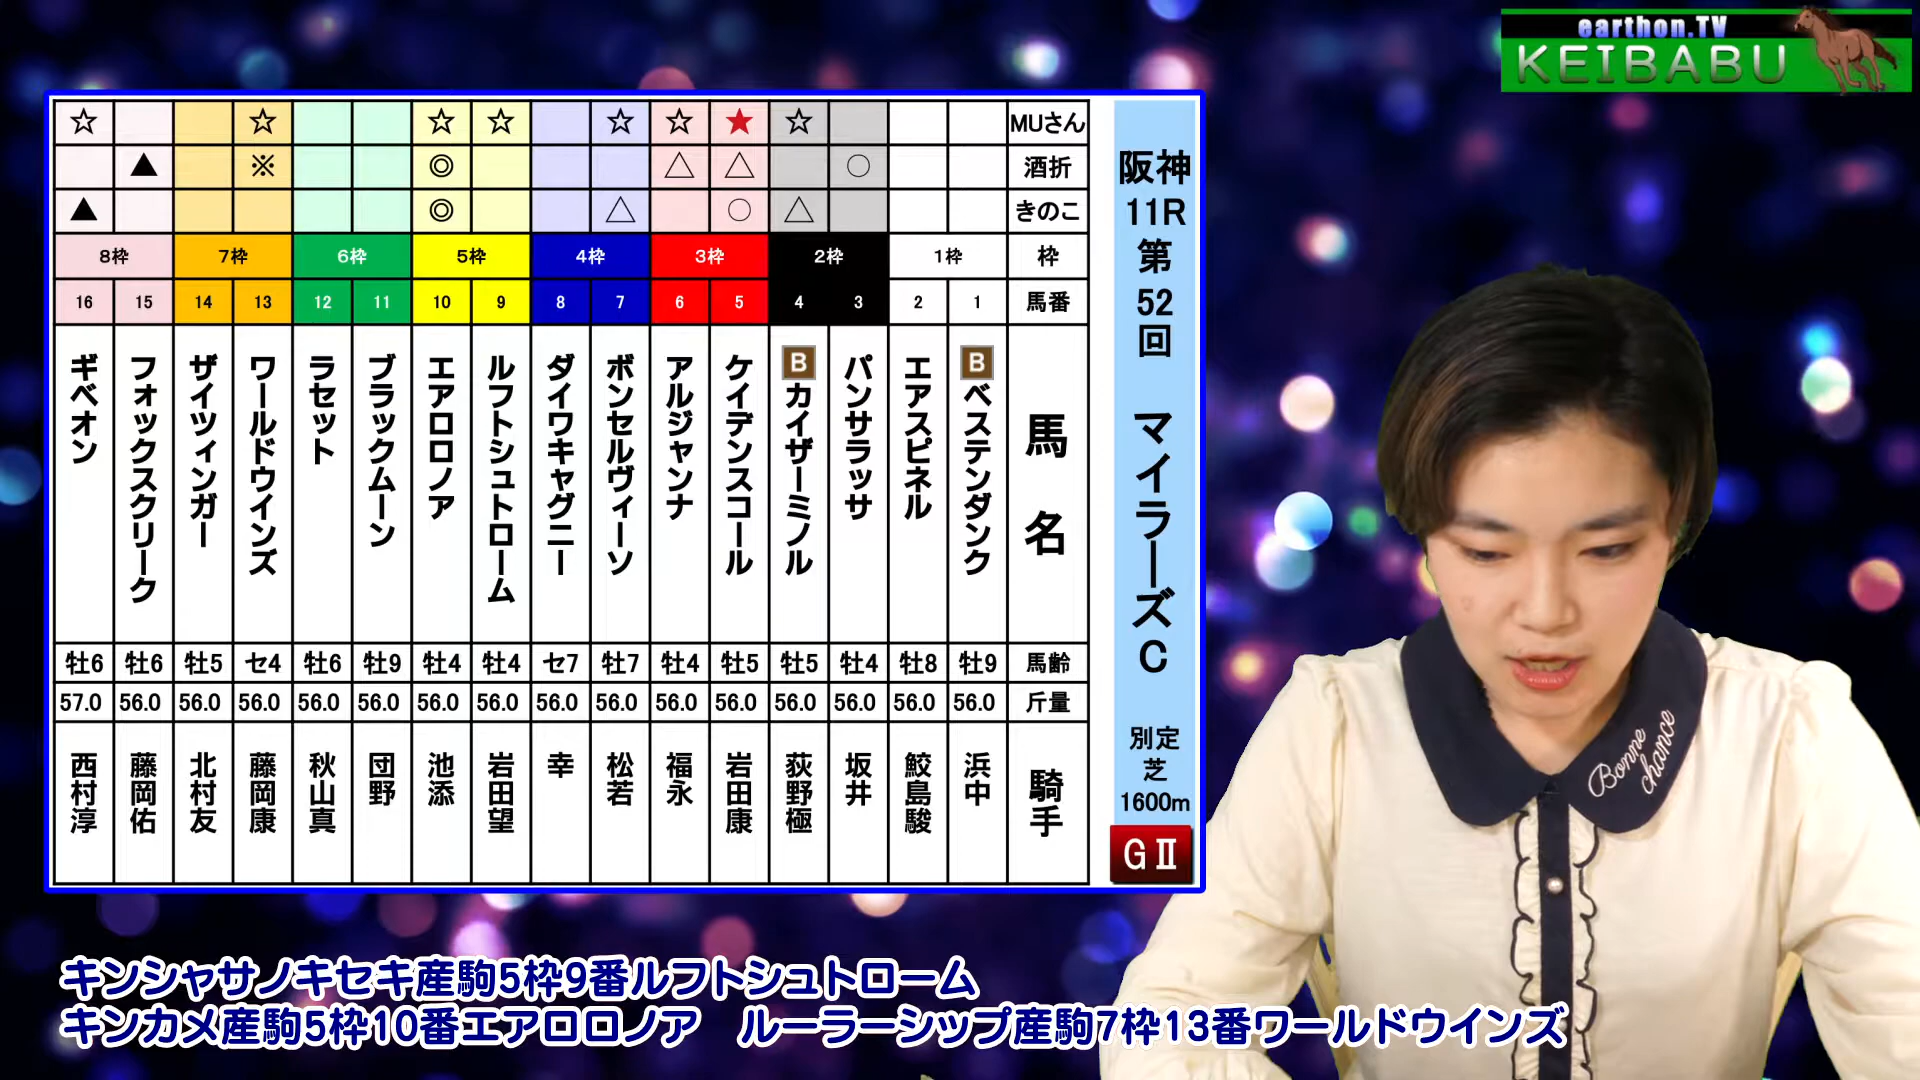 earthon.TV
KEIBABU
阪神
11R
第
52
回
マイラーズC
別定
芝
1600m
GⅡ
☆ ☆ ☆ ☆ ☆ ☆ ★ ☆ MUさん
▲ ※ ◎ △ △ ○ 酒折
▲ ◎ △ ○ △ きのこ
8枠 7枠 6枠 5枠 4枠 3枠 2枠 1枠 枠
16 15 14 13 12 11 10 9 8 7 6 5 4 3 2 1 馬番
馬名
B ベステンダンク
エアスピネル
パンサラッサ
B カイザーミノル
ケイデンスコール
アルジャンナ
ボンセルヴィーソ
ダイワキャグニー
ルフトシュトローム
エアロロノア
ブラックムーン
ラセット
ワールドウインズ
ザイツィンガー
フォックスクリーク
ギベオン
牡6 牡6 牡5 セ4 牡6 牡9 牡4 牡4 セ7 牡7 牡4 牡5 牡5 牡4 牡8 牡9 馬齢
57.0 56.0 56.0 56.0 56.0 56.0 56.0 56.0 56.0 56.0 56.0 56.0 56.0 56.0 56.0 56.0 斤量
西村淳 藤岡佑 北村友 藤岡康 秋山真 団野 池添 岩田望 幸 松若 福永 岩田康 荻野極 坂井 鮫島駿 浜中 騎手
Bonne
chance
キンシャサノキセキ産駒5枠9番ルフトシュトローム
キンカメ産駒5枠10番エアロロノア　ルーラーシップ産駒7枠13番ワールドウインズ